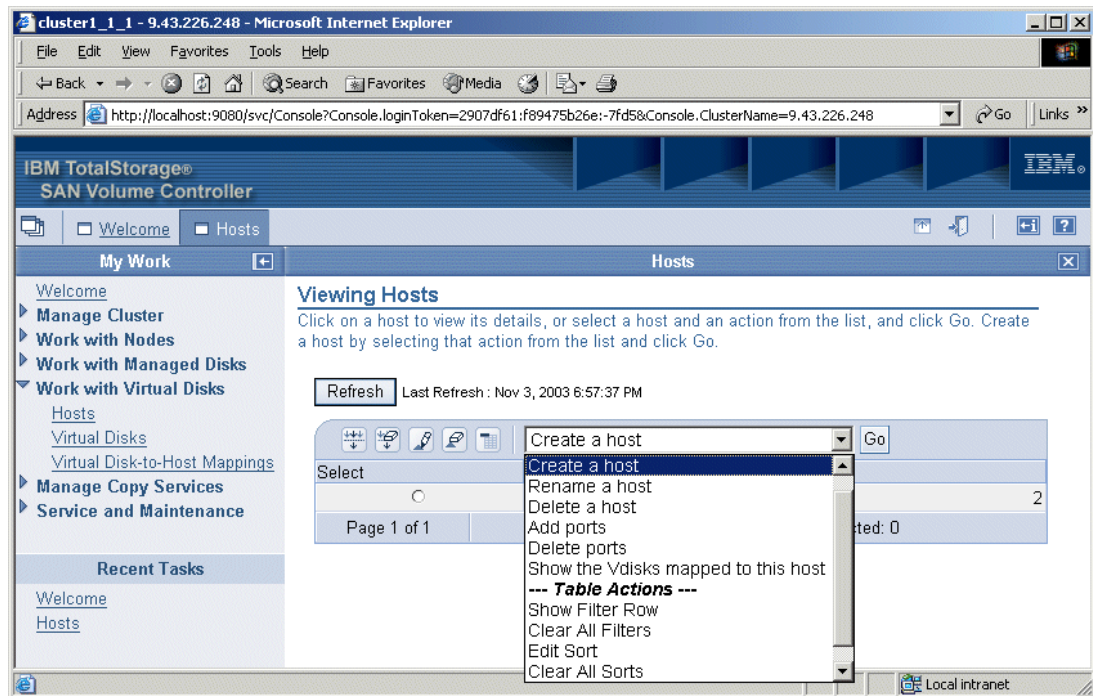 cluster1_1_1 - 9.43.226.248 - Microsoft Internet Explorer
File Edit View Favorites Tools Help
Back Search Favorites Media
Address http://localhost:9080/svc/Console?Console.loginToken=2907df61:f89475b26e:-7fd5&Console.ClusterName=9.43.226.248 Go Links »
IBM TotalStorage®
SAN Volume Controller
IBM®
Welcome Hosts
My Work
Hosts
Welcome
Manage Cluster
Work with Nodes
Work with Managed Disks
Work with Virtual Disks
Hosts
Virtual Disks
Virtual Disk-to-Host Mappings
Manage Copy Services
Service and Maintenance
Recent Tasks
Welcome
Hosts
Viewing Hosts
Click on a host to view its details, or select a host and an action from the list, and click Go. Create
a host by selecting that action from the list and click Go.
Refresh Last Refresh : Nov 3, 2003 6:57:37 PM
Create a host Go
Select
2
Page 1 of 1
cted: 0
Create a host
Rename a host
Delete a host
Add ports
Delete ports
Show the Vdisks mapped to this host
--- Table Actions ---
Show Filter Row
Clear All Filters
Edit Sort
Clear All Sorts
Local intranet